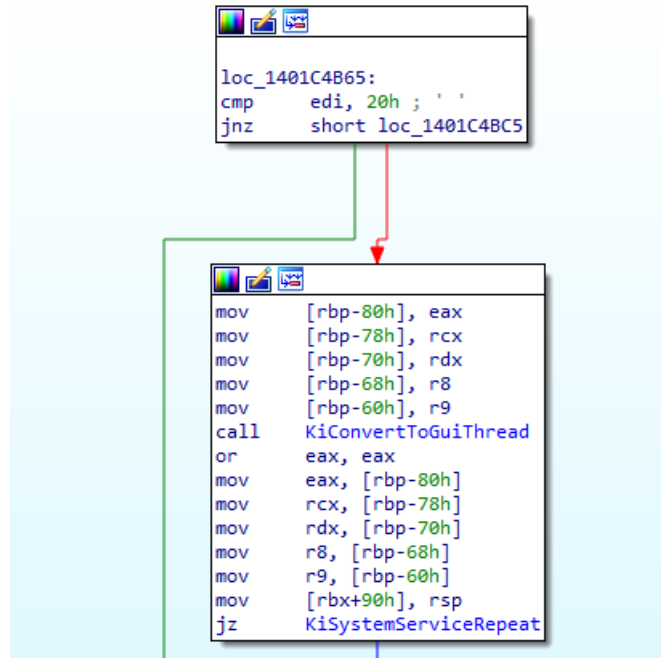 loc_1401C4B65:
cmp edi, 20h ; ' '
jnz short loc_1401C4BC5
mov [rbp-80h], eax
mov [rbp-78h], rcx
mov [rbp-70h], rdx
mov [rbp-68h], r8
mov [rbp-60h], r9
call KiConvertToGuiThread
or eax, eax
mov eax, [rbp-80h]
mov rcx, [rbp-78h]
mov rdx, [rbp-70h]
mov r8, [rbp-68h]
mov r9, [rbp-60h]
mov [rbx+90h], rsp
jz KiSystemServiceRepeat